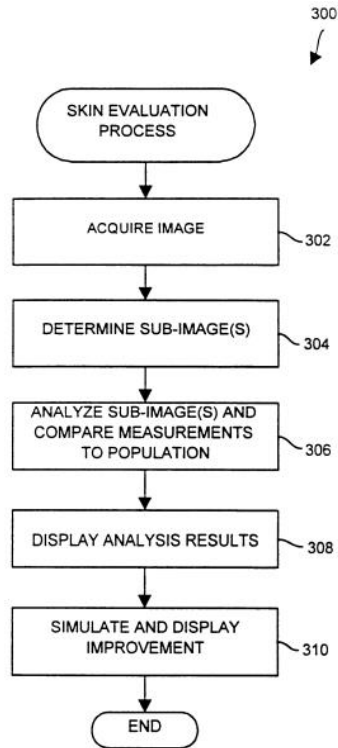 300
SKIN EVALUATION
PROCESS
ACQUIRE IMAGE
302
DETERMINE SUB-IMAGE(S)
304
ANALYZE SUB-IMAGE(S) AND
COMPARE MEASUREMENTS
TO POPULATION
306
DISPLAY ANALYSIS RESULTS
308
SIMULATE AND DISPLAY
IMPROVEMENT
310
END